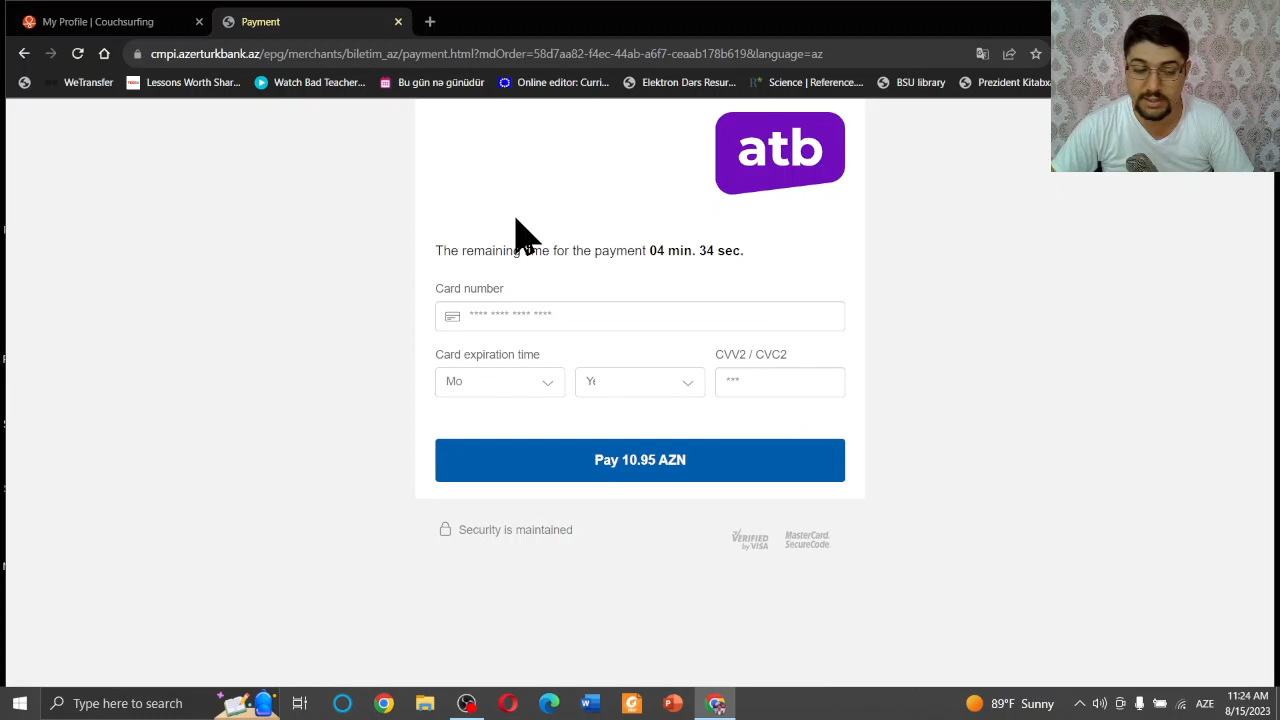 My Profile | Couchsurfing
Payment
cmpi.azerturkbank.az/epg/merchants/biletim_az/payment.html?mdOrder=58d7aa82-f4ec-44ab-a6f7-ceaab178b619&language=az
WeTransfer
Lessons Worth Shar...
Watch Bad Teacher...
Bu gün nə günüdür
Online editor: Curri...
Elektron Dərs Resur...
R*
Science | Reference....
BSU library
Prezident Kitabx
atb
The remaining time for the payment 04 min. 34 sec.
Card number
**** **** **** ****
Card expiration time
CVV2 / CVC2
Mo
Ye
***
Pay 10.95 AZN
Security is maintained
VERIFIED
by VISA
MasterCard.
SecureCode.
Type here to search
89°F Sunny
AZE
11:24 AM
8/15/2023